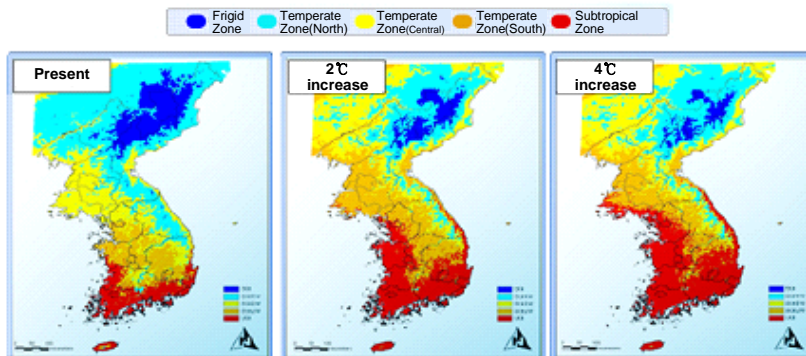 Frigid
Zone
Temperate
Zone(North)
Temperate
Zone(Central)
Temperate
Zone(South)
Subtropical
Zone
Present
2℃
increase
4℃
increase